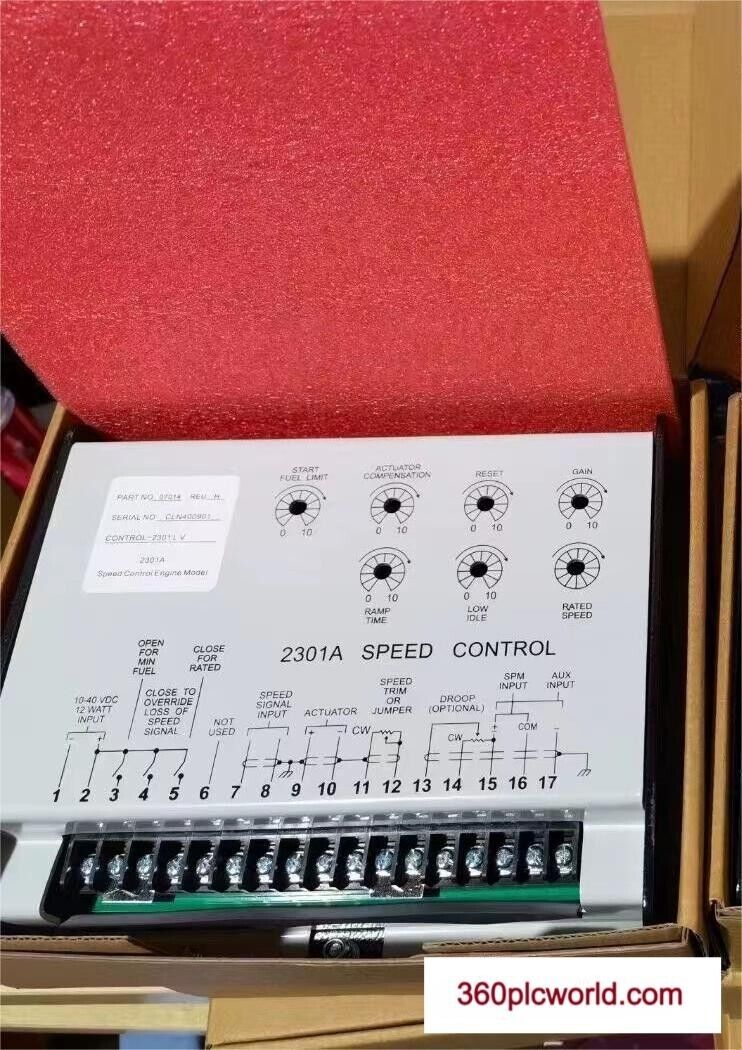 PART NO. 07014 REV. H
SERIAL NO CLN400901
CONTROL-2301LV
2301A
Speed Control Engine Model
START
FUEL LIMIT
0 10
ACTUATOR
COMPENSATION
0 10
RESET
0 10
GAIN
0 10
0 10
RAMP
TIME
0 10
LOW
IDLE
RATED
SPEED
2301A SPEED CONTROL
10-40 VDC
12 WATT
INPUT
- +
OPEN
FOR
MIN
FUEL
CLOSE TO
OVERRIDE
LOSS OF
SPEED
SIGNAL
CLOSE
FOR
RATED
NOT
USED
SPEED
SIGNAL
INPUT
ACTUATOR
+ -
SPEED
TRIM
OR
JUMPER
CW
DROOP
(OPTIONAL)
CW
SPM
INPUT
AUX
INPUT
±
COM
-
1 2 3 4 5 6 7 8 9 10 11 12 13 14 15 16 17
360plcworld.com